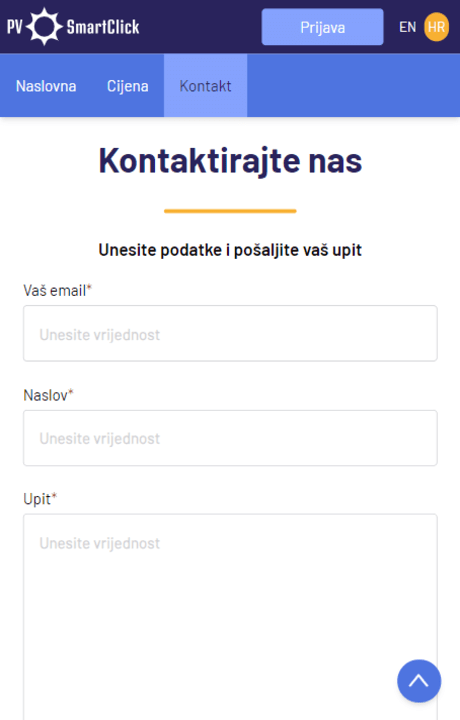 PV SmartClick
Prijava
EN HR
Naslovna Cijena Kontakt
Kontaktirajte nas
Unesite podatke i pošaljite vaš upit
Vaš email*
Unesite vrijednost
Naslov*
Unesite vrijednost
Upit*
Unesite vrijednost